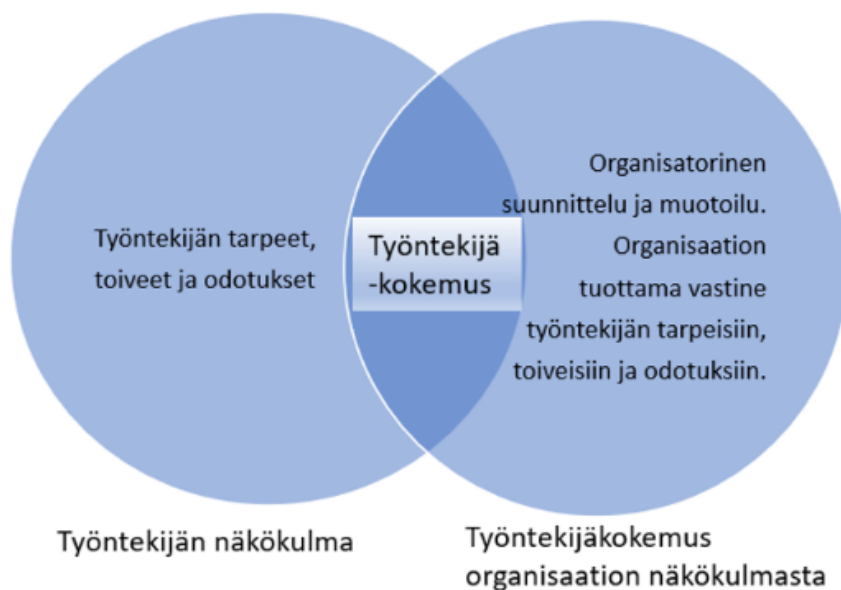 Työntekijän tarpeet,
toiveet ja odotukset
Työntekijä
-kokemus
Organisatorinen
suunnittelu ja muotoilu.
Organisaation
tuottama vastine
työntekijän tarpeisiin,
toiveisiin ja odotuksiin.
Työntekijän näkökulma
Työntekijäkokemus
organisaation näkökulmasta